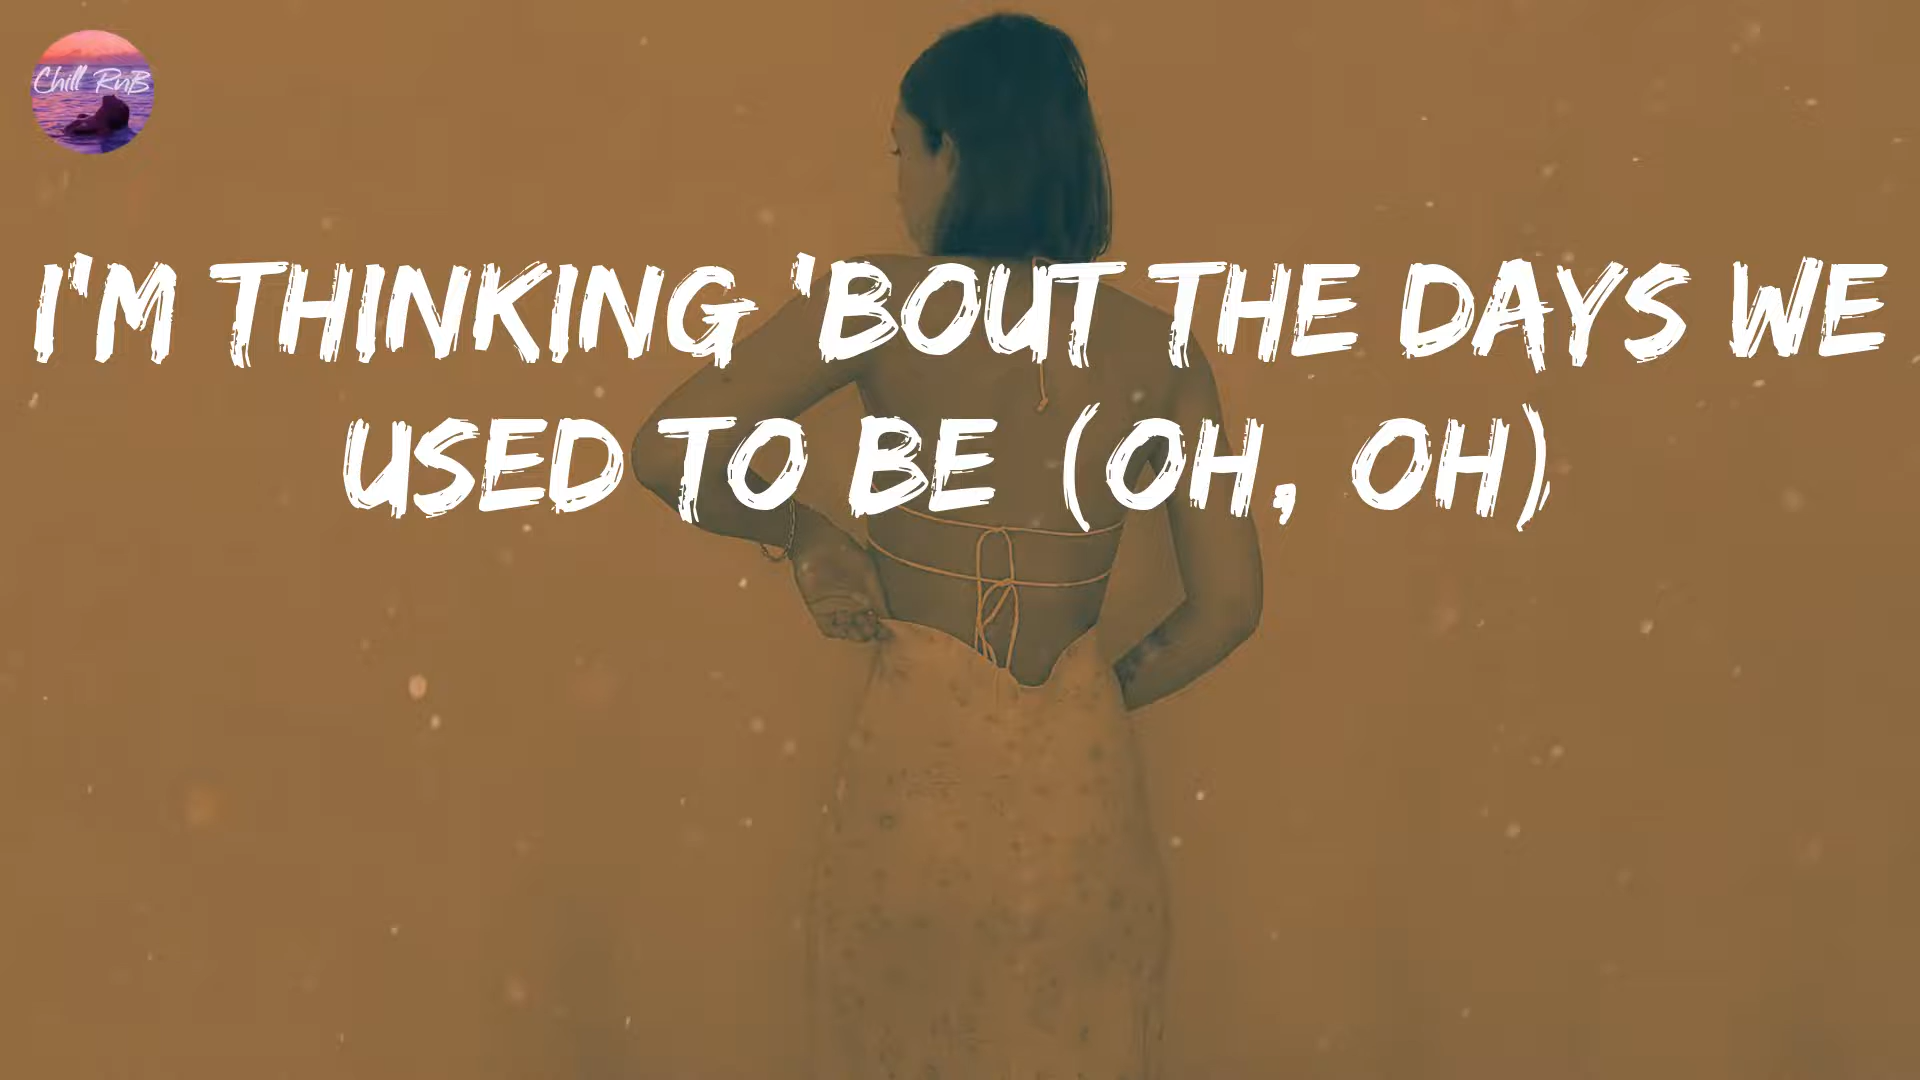 Chill RnB
I'M THINKING 'BOUT THE DAYS WE
USED TO BE (OH, OH)